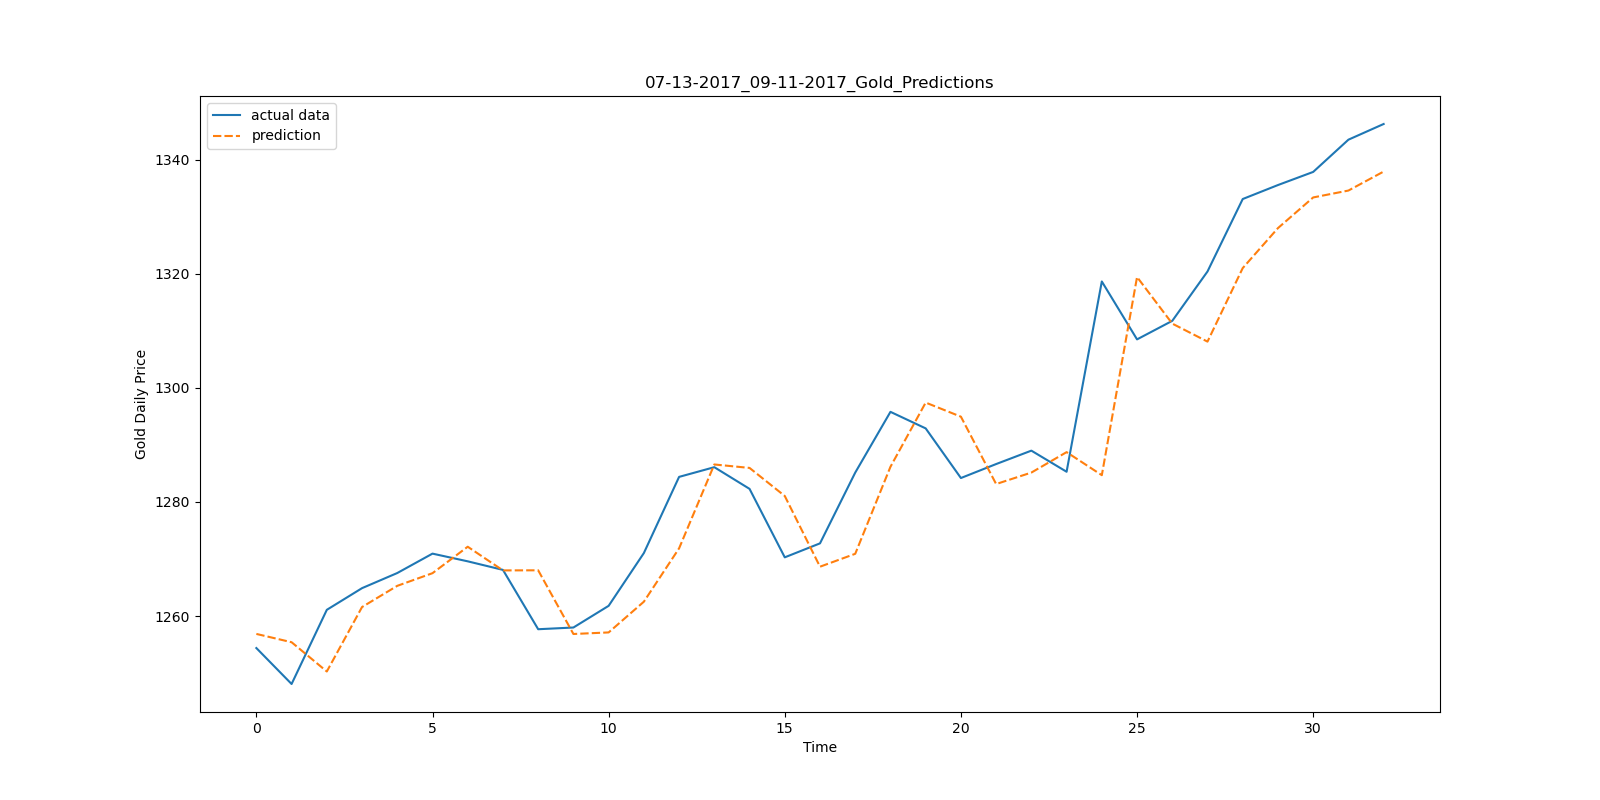 07-13-2017_09-11-2017_Gold_Predictions
actual data
prediction
Gold Daily Price
1340
1320
1300
1280
1260
0 5 10 15 20 25 30
Time